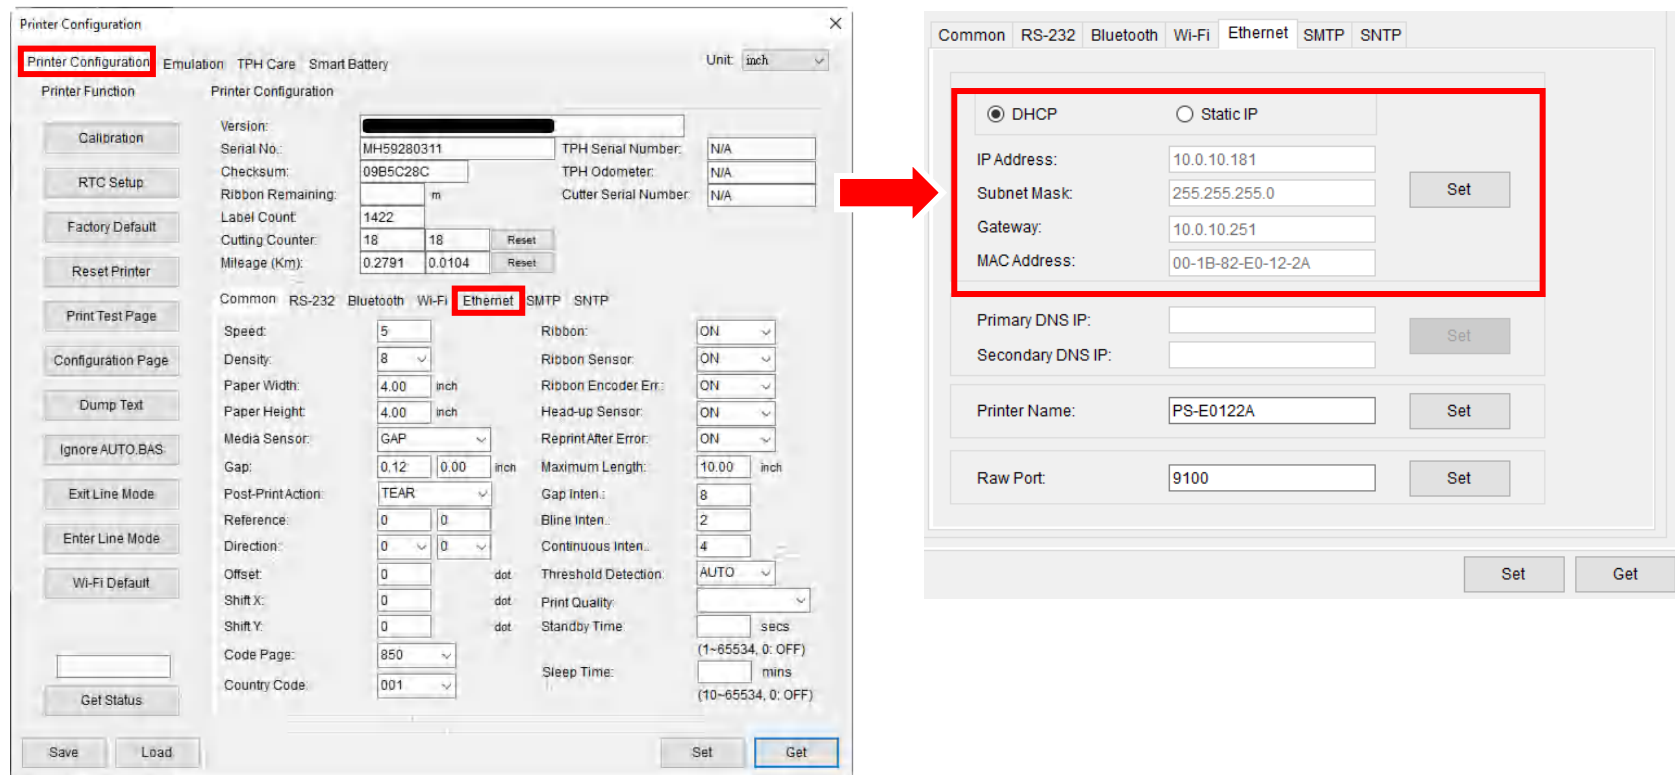 Printer Configuration
Printer Configuration Emulation TPH Care Smart Battery Unit: inch
Printer Function Printer Configuration
Calibration
RTC Setup
Factory Default
Reset Printer
Print Test Page
Configuration Page
Dump Text
Ignore AUTO.BAS
Exit Line Mode
Enter Line Mode
Wi-Fi Default
Get Status
Version:
Serial No.: MH59280311 TPH Serial Number: N/A
Checksum: 09B5C28C TPH Odometer: N/A
Ribbon Remaining: m Cutter Serial Number: N/A
Label Count: 1422
Cutting Counter: 18 18 Reset
Mileage (Km): 0.2791 0.0104 Reset
Common RS-232 Bluetooth Wi-Fi Ethernet SMTP SNTP
Speed: 5 Ribbon: ON
Density: 8 Ribbon Sensor: ON
Paper Width: 4.00 inch Ribbon Encoder Err.: ON
Paper Height: 4.00 inch Head-up Sensor: ON
Media Sensor: GAP Reprint After Error: ON
Gap: 0.12 0.00 inch Maximum Length: 10.00 inch
Post-Print Action: TEAR Gap Inten.: 8
Reference: 0 0 Bline Inten.: 2
Direction: 0 0 Continuous Inten.: 4
Offset: 0 dot Threshold Detection: AUTO
Shift X: 0 dot Print Quality:
Shift Y: 0 dot Standby Time: secs
(1~65534, 0: OFF)
Code Page: 850
Sleep Time: mins
Country Code: 001
(10~65534, 0: OFF)
Save Load Set Get
Common RS-232 Bluetooth Wi-Fi Ethernet SMTP SNTP
DHCP Static IP
IP Address: 10.0.10.181
Subnet Mask: 255.255.255.0 Set
Gateway: 10.0.10.251
MAC Address: 00-1B-82-E0-12-2A
Primary DNS IP:
Set
Secondary DNS IP:
Printer Name: PS-E0122A Set
Raw Port: 9100 Set
Set Get